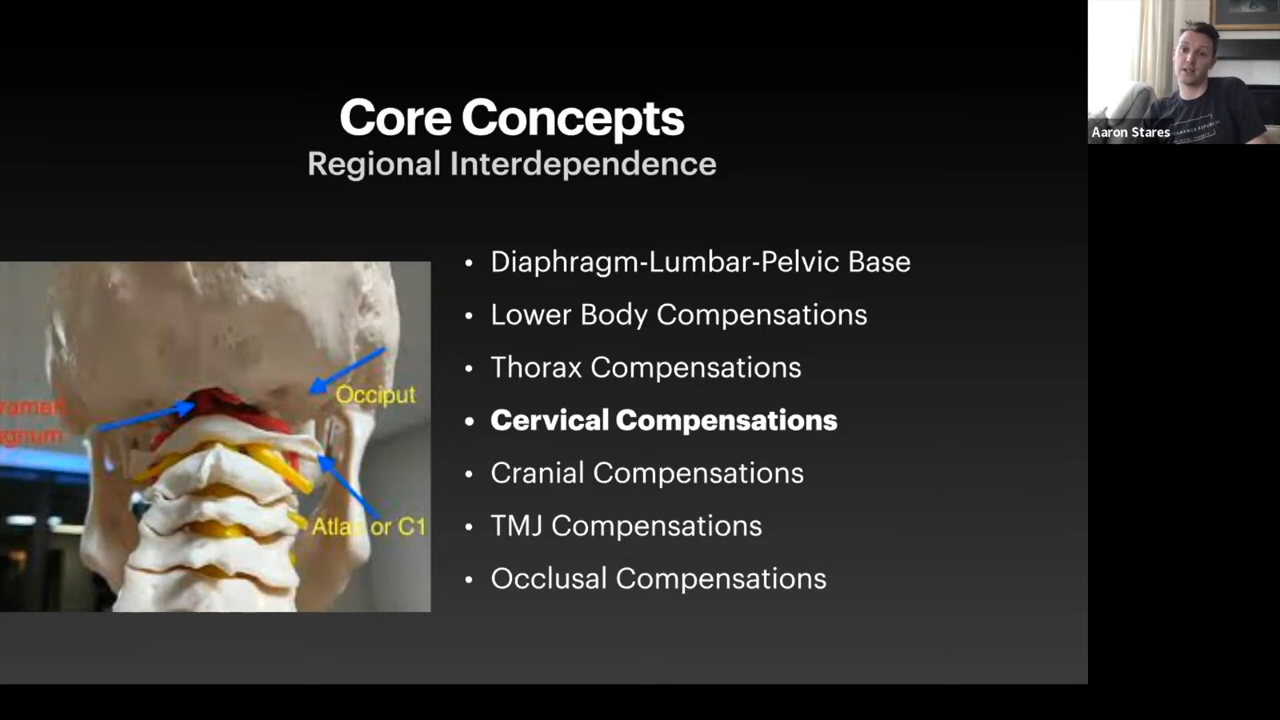 Core Concepts
Regional Interdependence
Diaphragm-Lumbar-Pelvic Base
Lower Body Compensations
Thorax Compensations
Cervical Compensations
Cranial Compensations
TMJ Compensations
Occlusal Compensations
Occiput
Atlas or C1
Aaron Stares